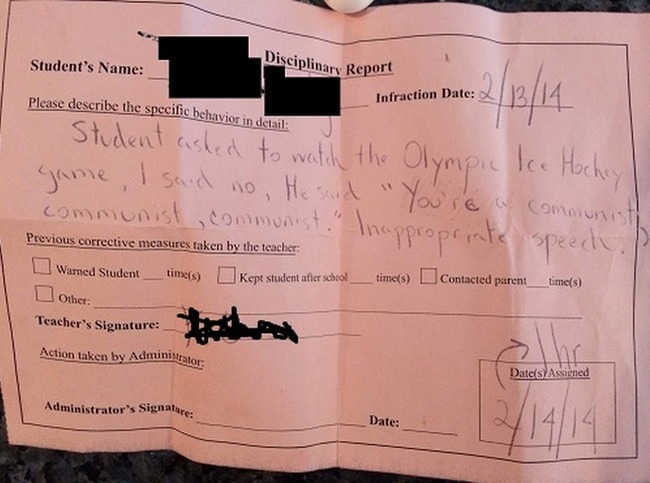 Disciplinary Report
Student's Name:
Infraction Date: 2/13/14
Please describe the specific behavior in detail:
Student asked to watch the Olympic Ice Hockey
game, I said no, He said "You're a communist,
communist, communist." Inappropriate speech.
Previous corrective measures taken by the teacher:
Warned Student ___ time(s) Kept student after school ___ time(s) Contacted parent ___ time(s)
Other:
Teacher's Signature:
Action taken by Administrator:
1 hr
Date(s) Assigned
2/14/14
Administrator's Signature: Date: